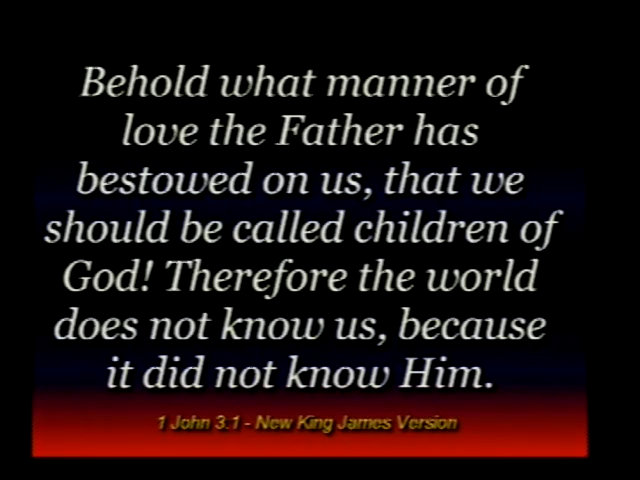 Behold what manner of
love the Father has
bestowed on us, that we
should be called children of
God! Therefore the world
does not know us, because
it did not know Him.
1 John 3.1 - New King James Version